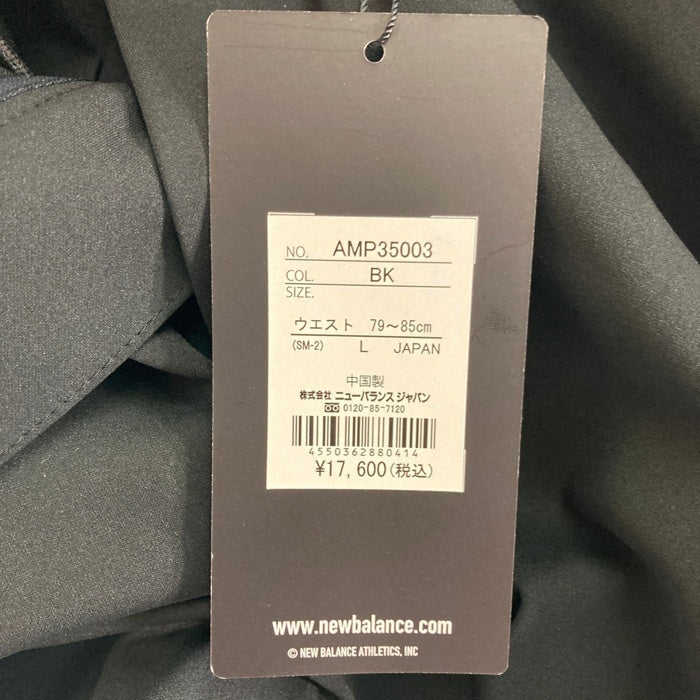 NO. AMP35003
COL. BK
SIZE.
ウエスト 79～85cm
(SM-2) L JAPAN
中国製
株式会社 ニューバランス ジャパン
0120-85-7120
4550362880414
¥17,600(税込)
www.newbalance.com
© NEW BALANCE ATHLETICS, INC